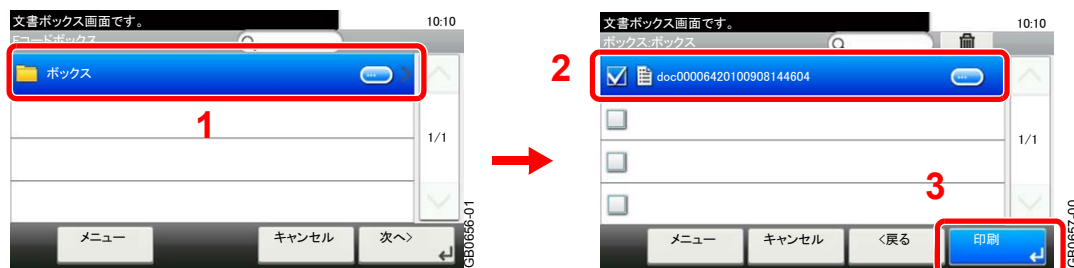 文書ボックス画面です。
10:10
Fコードボックス
ボックス
1
1/1
メニュー
キャンセル
次へ>
GB0656-01
文書ボックス画面です。
10:10
ボックス:ボックス
2
doc00006420100908144604
1/1
3
メニュー
キャンセル
<戻る
印刷
GB0657-00